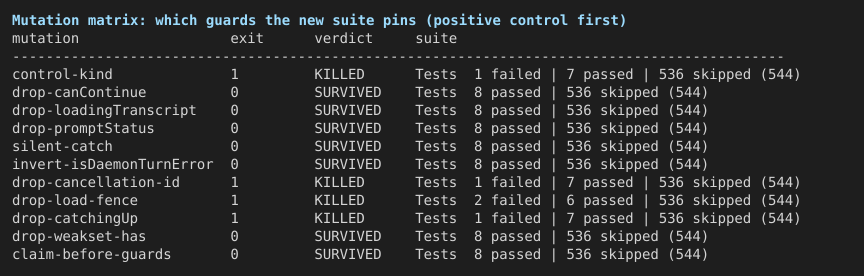 Mutation matrix: which guards the new suite pins (positive control first)
mutation exit verdict suite
--------------------------------------------------------------------------------------------
control-kind 1 KILLED Tests 1 failed | 7 passed | 536 skipped (544)
drop-canContinue 0 SURVIVED Tests 8 passed | 536 skipped (544)
drop-loadingTranscript 0 SURVIVED Tests 8 passed | 536 skipped (544)
drop-promptStatus 0 SURVIVED Tests 8 passed | 536 skipped (544)
silent-catch 0 SURVIVED Tests 8 passed | 536 skipped (544)
invert-isDaemonTurnError 0 SURVIVED Tests 8 passed | 536 skipped (544)
drop-cancellation-id 1 KILLED Tests 1 failed | 7 passed | 536 skipped (544)
drop-load-fence 1 KILLED Tests 2 failed | 6 passed | 536 skipped (544)
drop-catchingUp 1 KILLED Tests 1 failed | 7 passed | 536 skipped (544)
drop-weakset-has 0 SURVIVED Tests 8 passed | 536 skipped (544)
claim-before-guards 0 SURVIVED Tests 8 passed | 536 skipped (544)